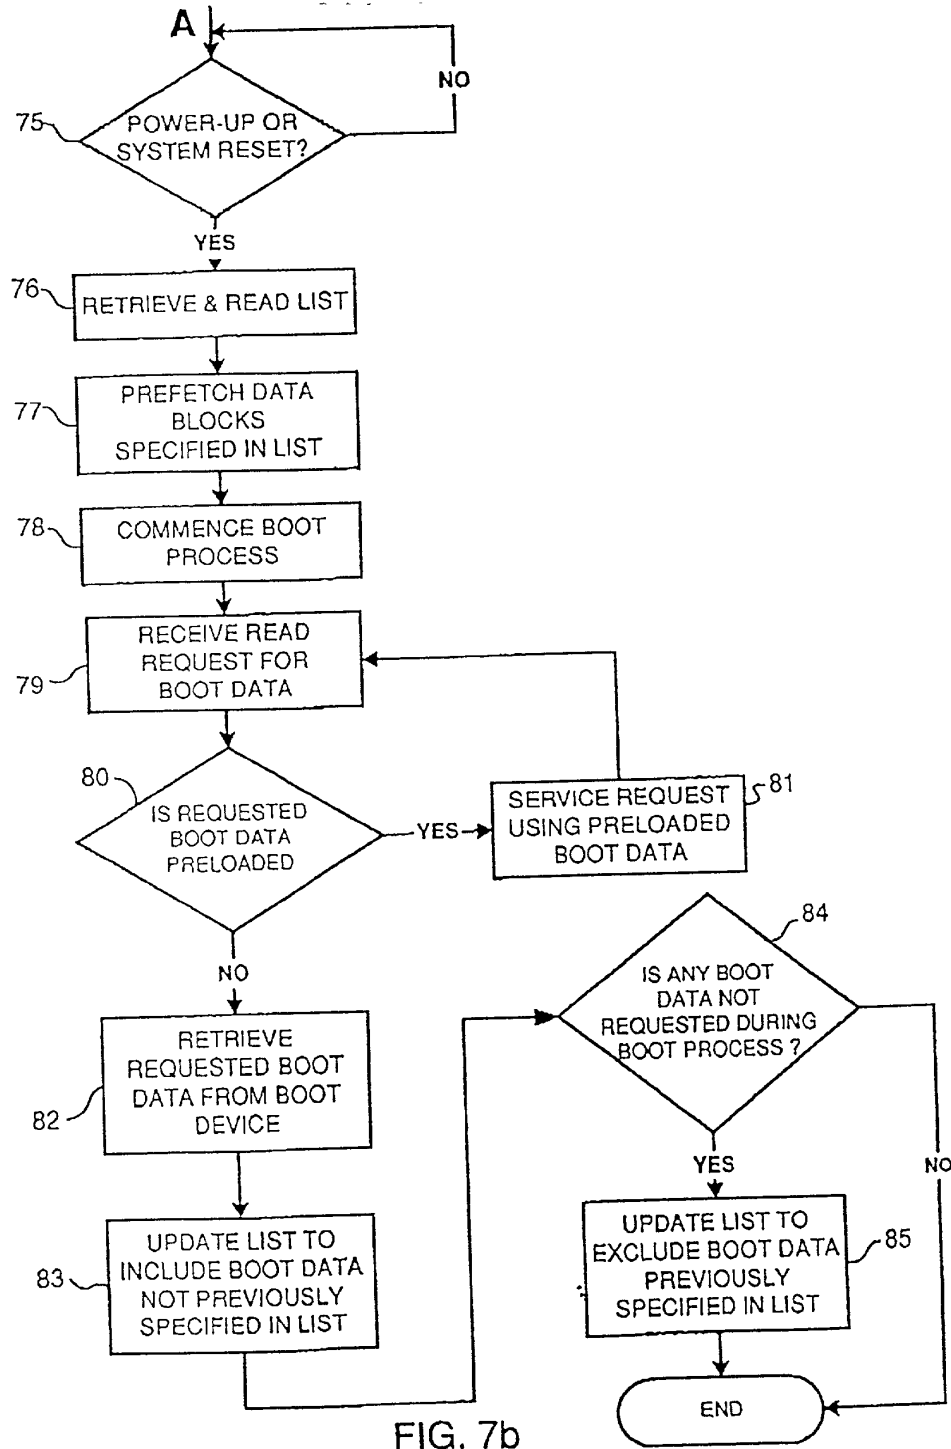 A
NO
75
POWER-UP OR
SYSTEM RESET?
YES
76
RETRIEVE & READ LIST
77
PREFETCH DATA
BLOCKS
SPECIFIED IN LIST
78
COMMENCE BOOT
PROCESS
79
RECEIVE READ
REQUEST FOR
BOOT DATA
80
IS REQUESTED
BOOT DATA
PRELOADED
YES
81
SERVICE REQUEST
USING PRELOADED
BOOT DATA
NO
82
RETRIEVE
REQUESTED BOOT
DATA FROM BOOT
DEVICE
83
UPDATE LIST TO
INCLUDE BOOT DATA
NOT PREVIOUSLY
SPECIFIED IN LIST
84
IS ANY BOOT
DATA NOT
REQUESTED DURING
BOOT PROCESS ?
YES
NO
85
UPDATE LIST TO
EXCLUDE BOOT DATA
PREVIOUSLY
SPECIFIED IN LIST
END
FIG. 7b